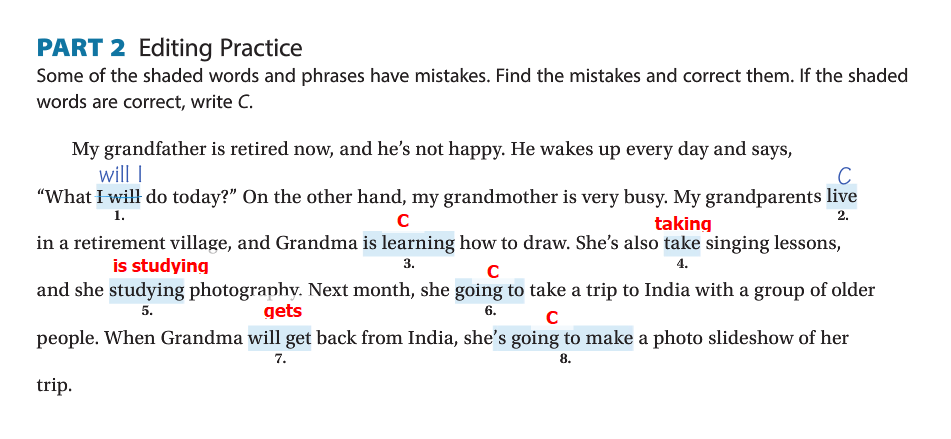 PART 2 Editing Practice
Some of the shaded words and phrases have mistakes. Find the mistakes and correct them. If the shaded
words are correct, write C.
My grandfather is retired now, and he's not happy. He wakes up every day and says,
will I C
“What I will do today?” On the other hand, my grandmother is very busy. My grandparents live
1. 2.
C taking
in a retirement village, and Grandma is learning how to draw. She's also take singing lessons,
3. 4.
is studying C
and she studying photography. Next month, she going to take a trip to India with a group of older
5. 6.
gets C
people. When Grandma will get back from India, she's going to make a photo slideshow of her
7. 8.
trip.